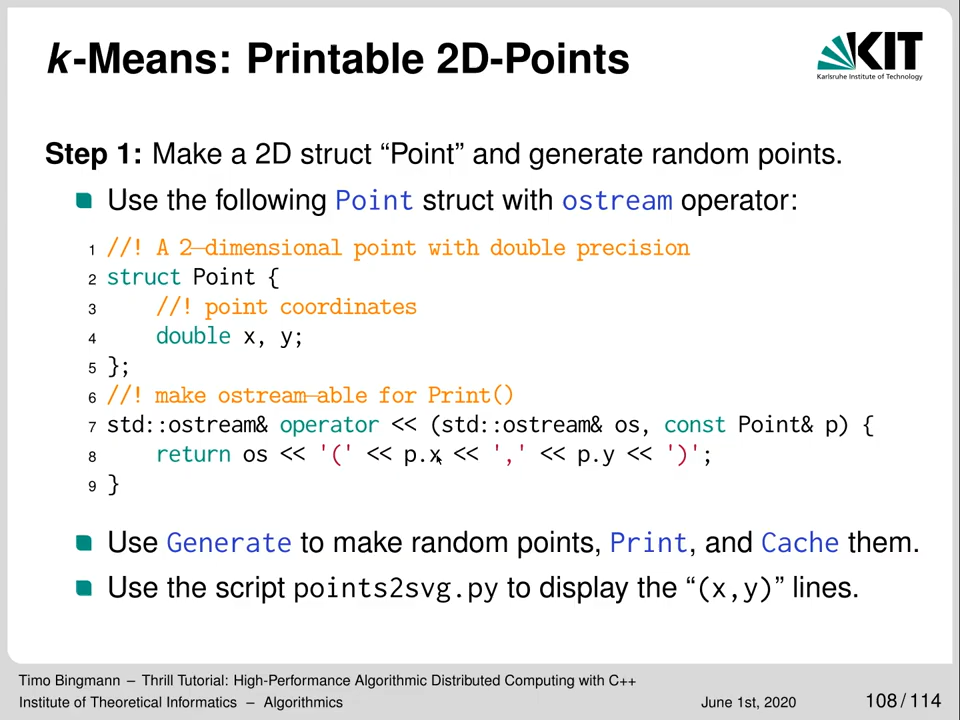 k-Means: Printable 2D-Points
KIT
Karlsruhe Institute of Technology
Step 1: Make a 2D struct “Point” and generate random points.
Use the following Point struct with ostream operator:
1 //! A 2–dimensional point with double precision
2 struct Point {
3     //! point coordinates
4     double x, y;
5 };
6 //! make ostream–able for Print()
7 std::ostream& operator << (std::ostream& os, const Point& p) {
8     return os << '(' << p.x << ',' << p.y << ')';
9 }
Use Generate to make random points, Print, and Cache them.
Use the script points2svg.py to display the “(x,y)” lines.
Timo Bingmann – Thrill Tutorial: High-Performance Algorithmic Distributed Computing with C++
Institute of Theoretical Informatics – Algorithmics June 1st, 2020 108 / 114